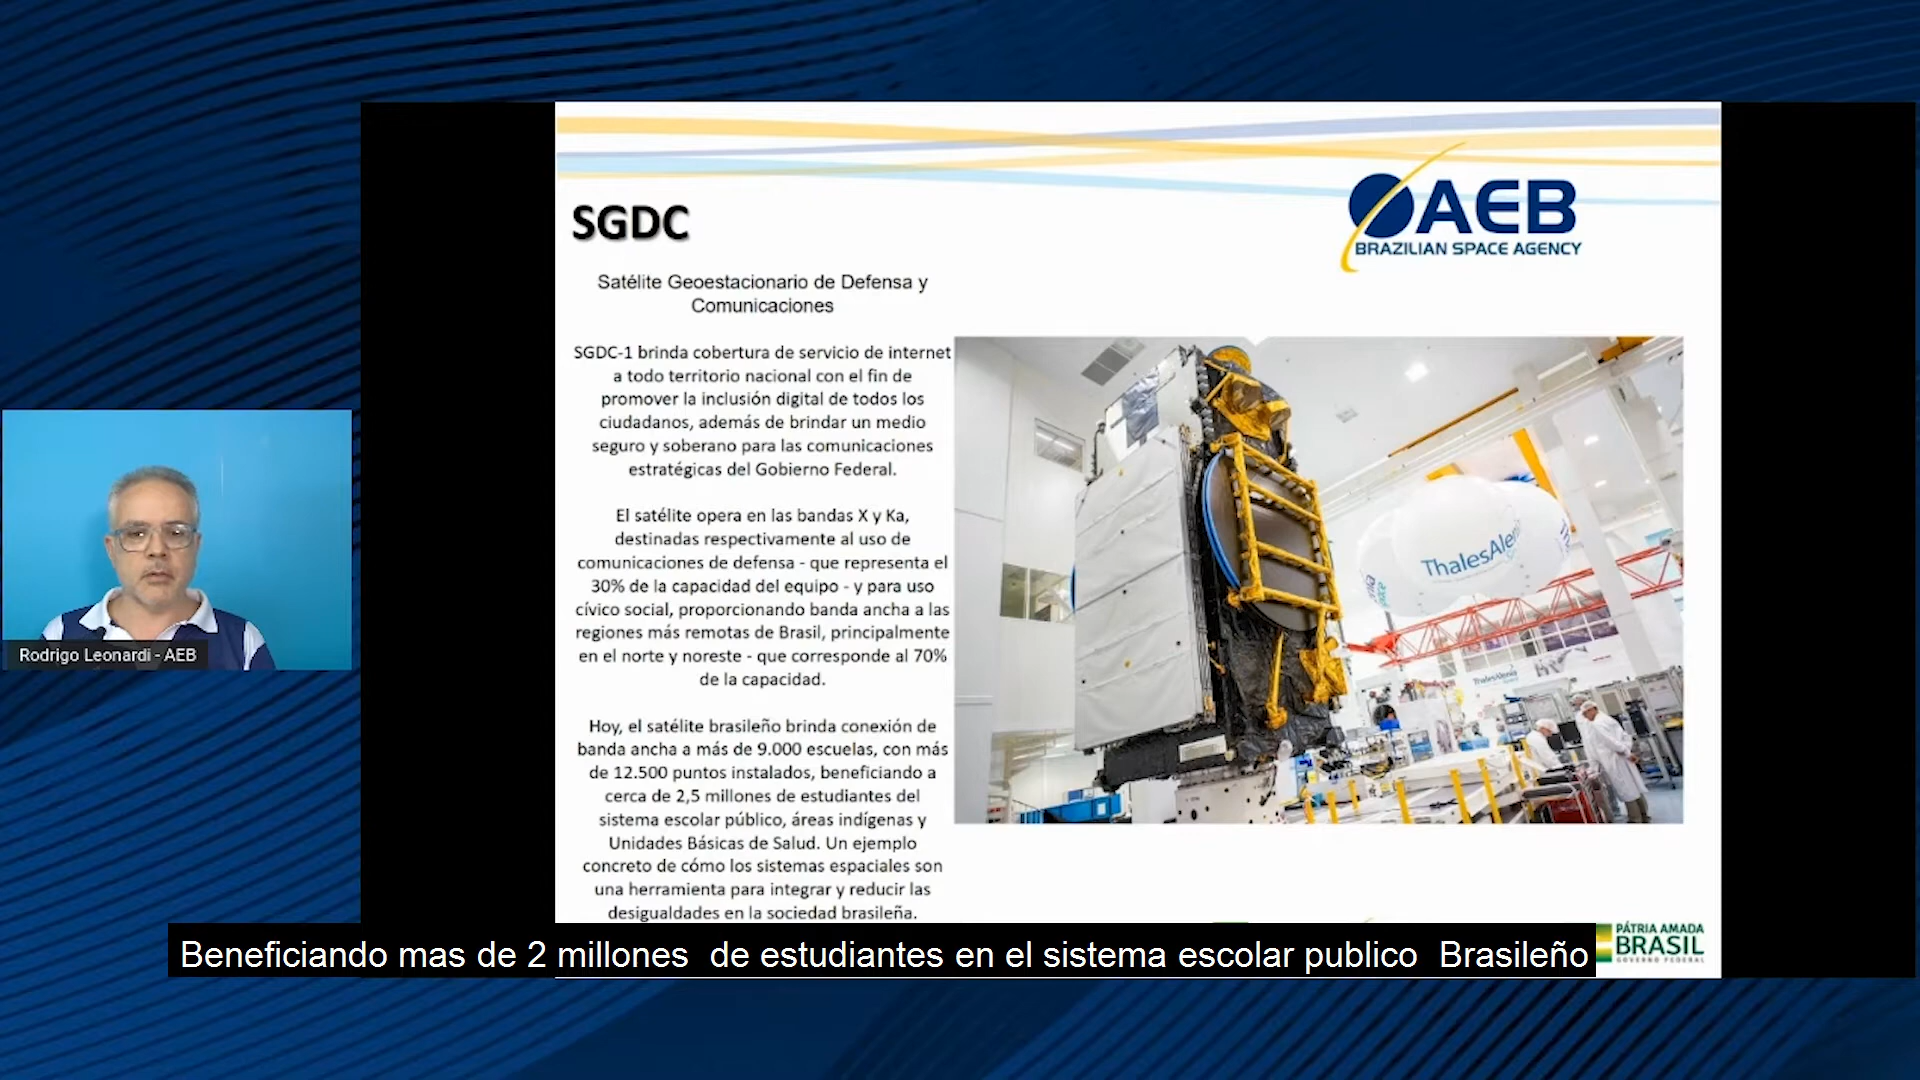 SGDC
AEB
BRAZILIAN SPACE AGENCY
Satélite Geoestacionario de Defensa y
Comunicaciones
SGDC-1 brinda cobertura de servicio de internet
a todo territorio nacional con el fin de
promover la inclusión digital de todos los
ciudadanos, además de brindar un medio
seguro y soberano para las comunicaciones
estratégicas del Gobierno Federal.
El satélite opera en las bandas X y Ka,
destinadas respectivamente al uso de
comunicaciones de defensa - que representa el
30% de la capacidad del equipo - y para uso
cívico social, proporcionando banda ancha a las
regiones más remotas de Brasil, principalmente
en el norte y noreste - que corresponde al 70%
de la capacidad.
Hoy, el satélite brasileño brinda conexión de
banda ancha a más de 9.000 escuelas, con más
de 12.500 puntos instalados, beneficiando a
cerca de 2,5 millones de estudiantes del
sistema escolar público, áreas indígenas y
Unidades Básicas de Salud. Un ejemplo
concreto de cómo los sistemas espaciales son
una herramienta para integrar y reducir las
desigualdades en la sociedad brasileña.
ThalesAlenia
Rodrigo Leonardi - AEB
PÁTRIA AMADA
BRASIL
GOVERNO FEDERAL
Beneficiando mas de 2 millones  de estudiantes en el sistema escolar publico  Brasileño